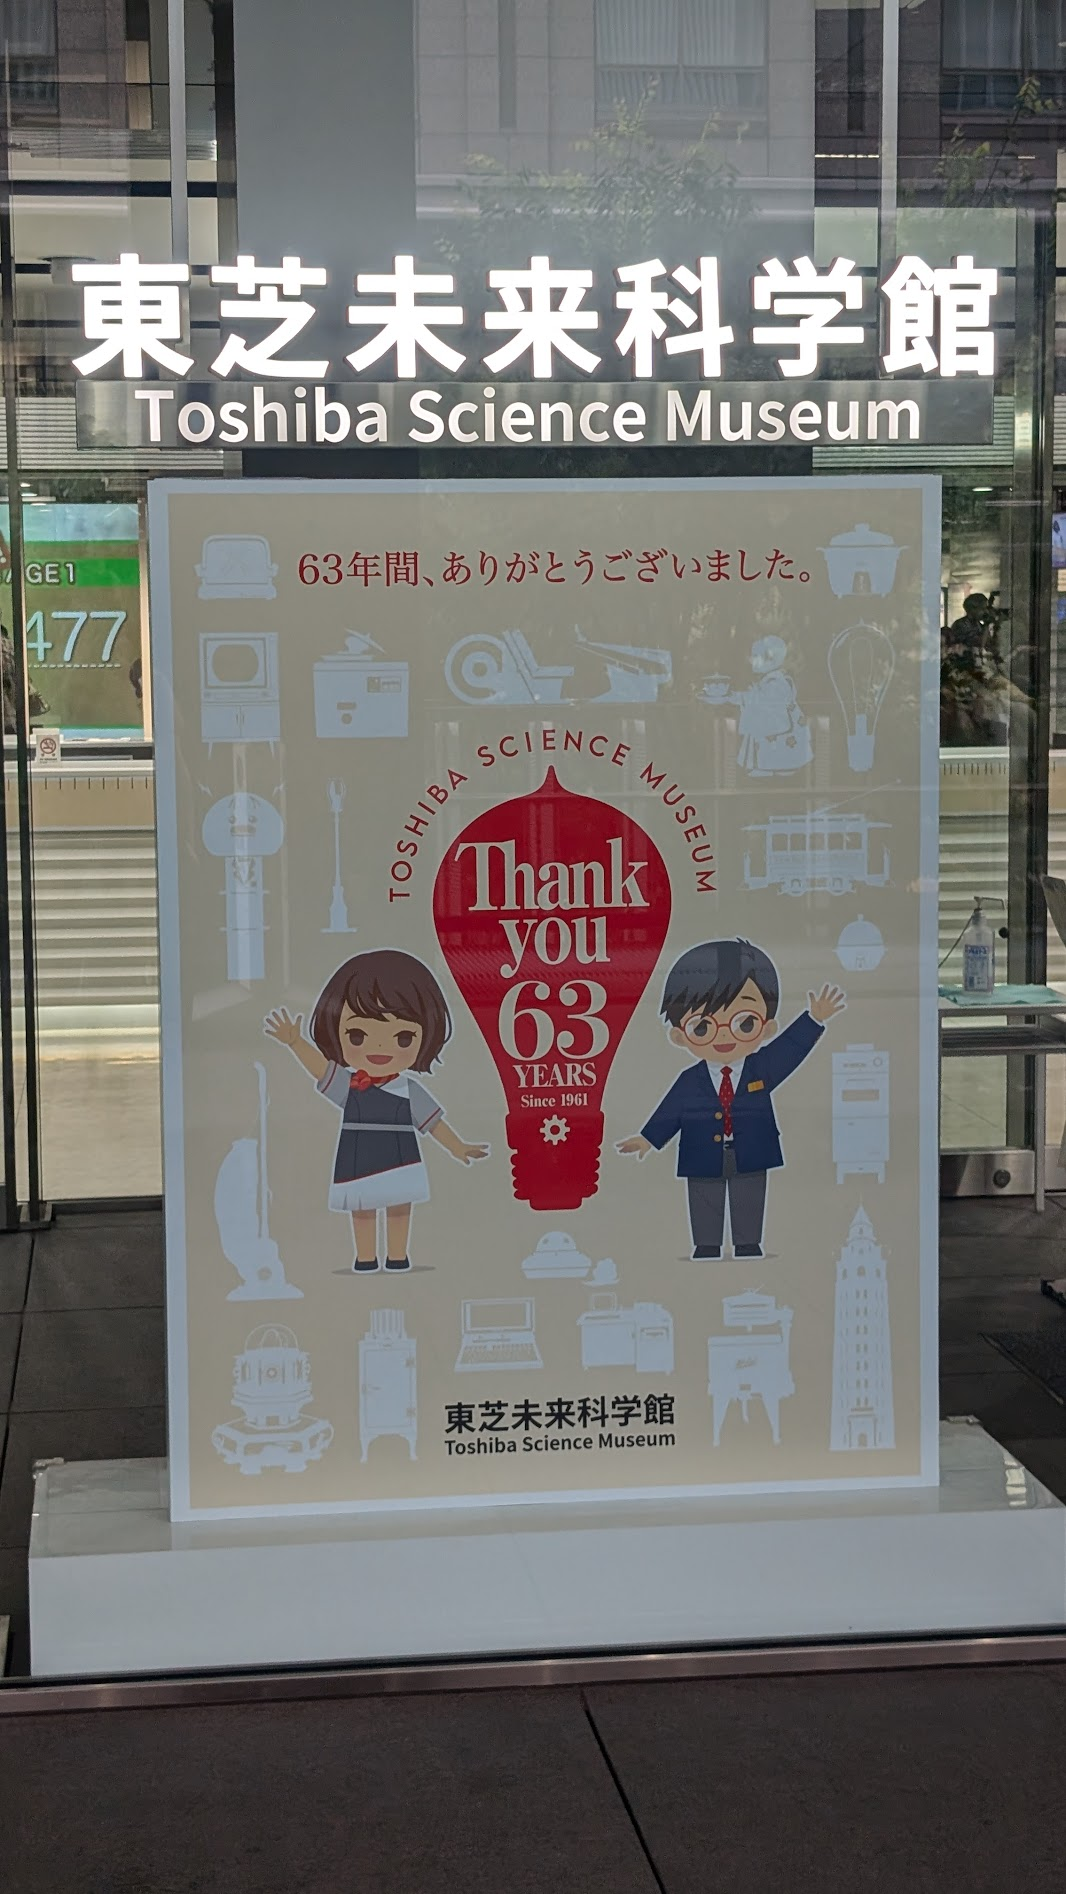 東芝未来科学館
Toshiba Science Museum
63年間、ありがとうございました。
AGE1
477
TOSHIBA SCIENCE MUSEUM
Thank
you
63
YEARS
Since 1961
東芝未来科学館
Toshiba Science Museum